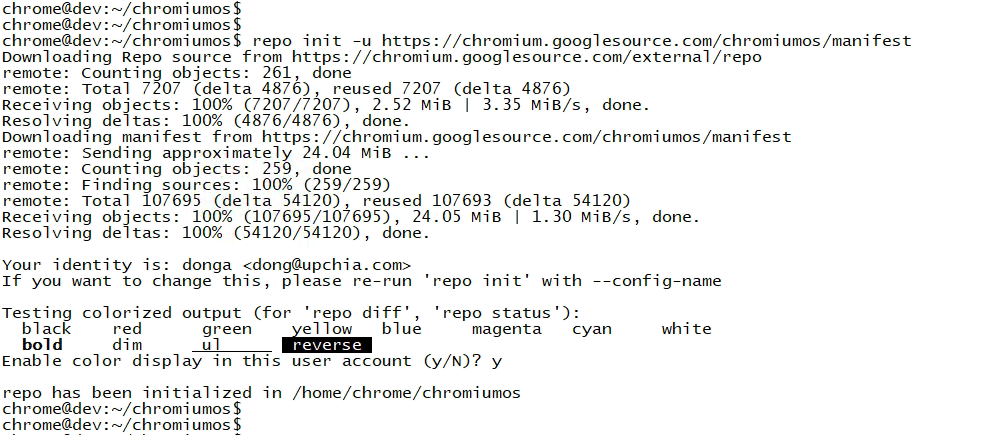 chrome@dev:~/chromiumos$
chrome@dev:~/chromiumos$
chrome@dev:~/chromiumos$ repo init -u https://chromium.googlesource.com/chromiumos/manifest
Downloading Repo source from https://chromium.googlesource.com/external/repo
remote: Counting objects: 261, done
remote: Total 7207 (delta 4876), reused 7207 (delta 4876)
Receiving objects: 100% (7207/7207), 2.52 MiB | 3.35 MiB/s, done.
Resolving deltas: 100% (4876/4876), done.
Downloading manifest from https://chromium.googlesource.com/chromiumos/manifest
remote: Sending approximately 24.04 MiB ...
remote: Counting objects: 259, done
remote: Finding sources: 100% (259/259)
remote: Total 107695 (delta 54120), reused 107693 (delta 54120)
Receiving objects: 100% (107695/107695), 24.05 MiB | 1.30 MiB/s, done.
Resolving deltas: 100% (54120/54120), done.

Your identity is: donga <dong@upchia.com>
If you want to change this, please re-run 'repo init' with --config-name

Testing colorized output (for 'repo diff', 'repo status'):
  black    red      green    yellow   blue     magenta   cyan     white
  bold     dim      ul       reverse
Enable color display in this user account (y/N)? y

repo has been initialized in /home/chrome/chromiumos
chrome@dev:~/chromiumos$
chrome@dev:~/chromiumos$